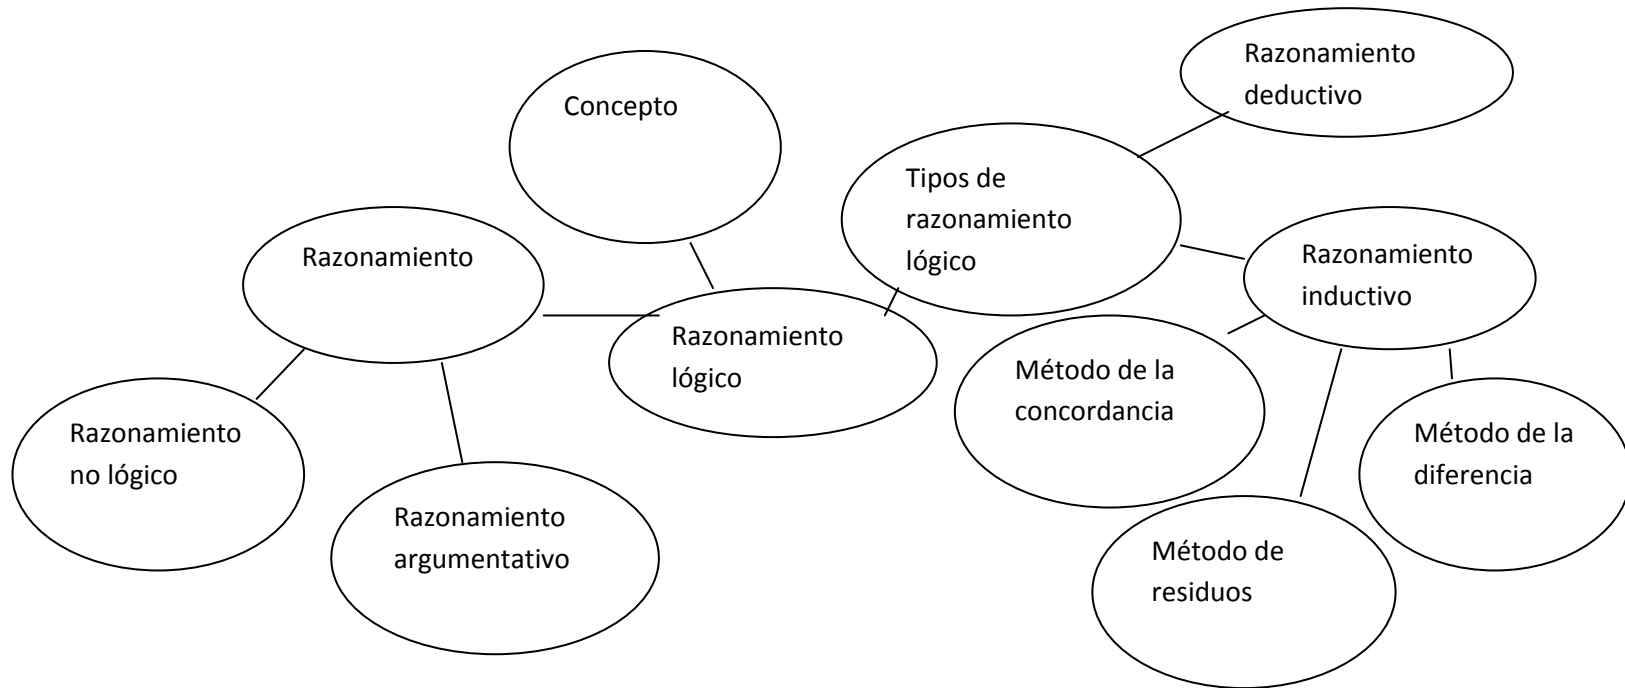 Razonamiento
deductivo
Concepto
Tipos de
razonamiento
lógico
Razonamiento
Razonamiento
inductivo
Razonamiento
lógico
Método de la
concordancia
Razonamiento
no lógico
Método de la
diferencia
Razonamiento
argumentativo
Método de
residuos